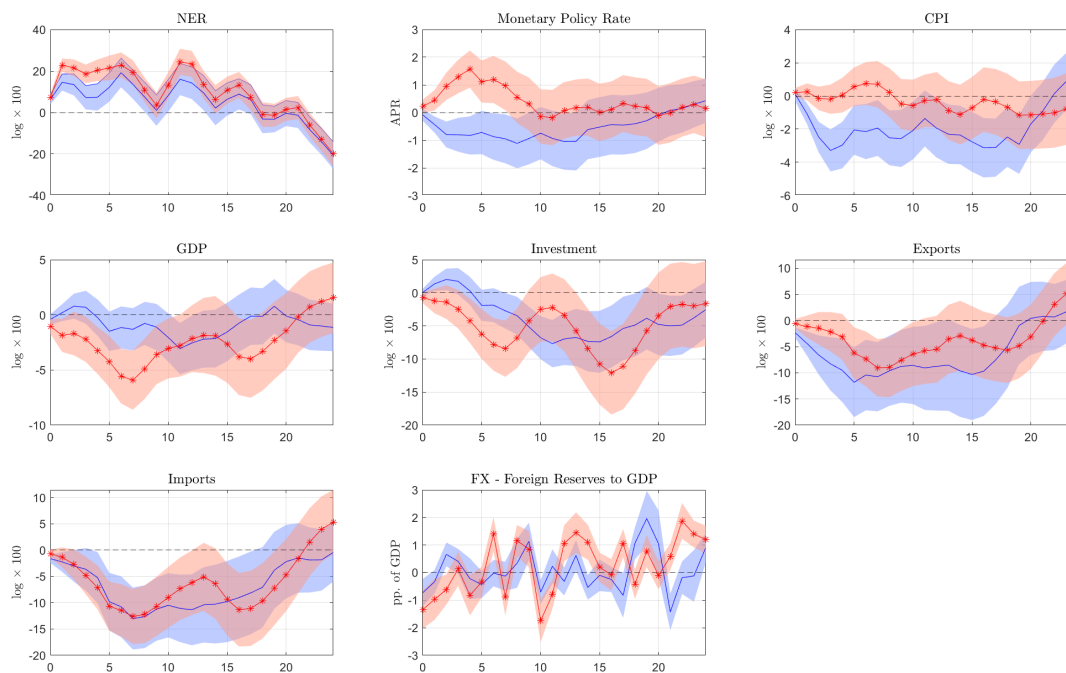 NER
log × 100
40
20
0
-20
-40
0 5 10 15 20
Monetary Policy Rate
APR
3
2
1
0
-1
-2
-3
0 5 10 15 20
CPI
log × 100
4
2
0
-2
-4
-6
0 5 10 15 20
GDP
log × 100
5
0
-5
-10
0 5 10 15 20
Investment
log × 100
5
0
-5
-10
-15
-20
0 5 10 15 20
Exports
log × 100
10
5
0
-5
-10
-15
-20
0 5 10 15 20
Imports
log × 100
10
5
0
-5
-10
-15
-20
0 5 10 15 20
FX - Foreign Reserves to GDP
pp. of GDP
3
2
1
0
-1
-2
-3
0 5 10 15 20